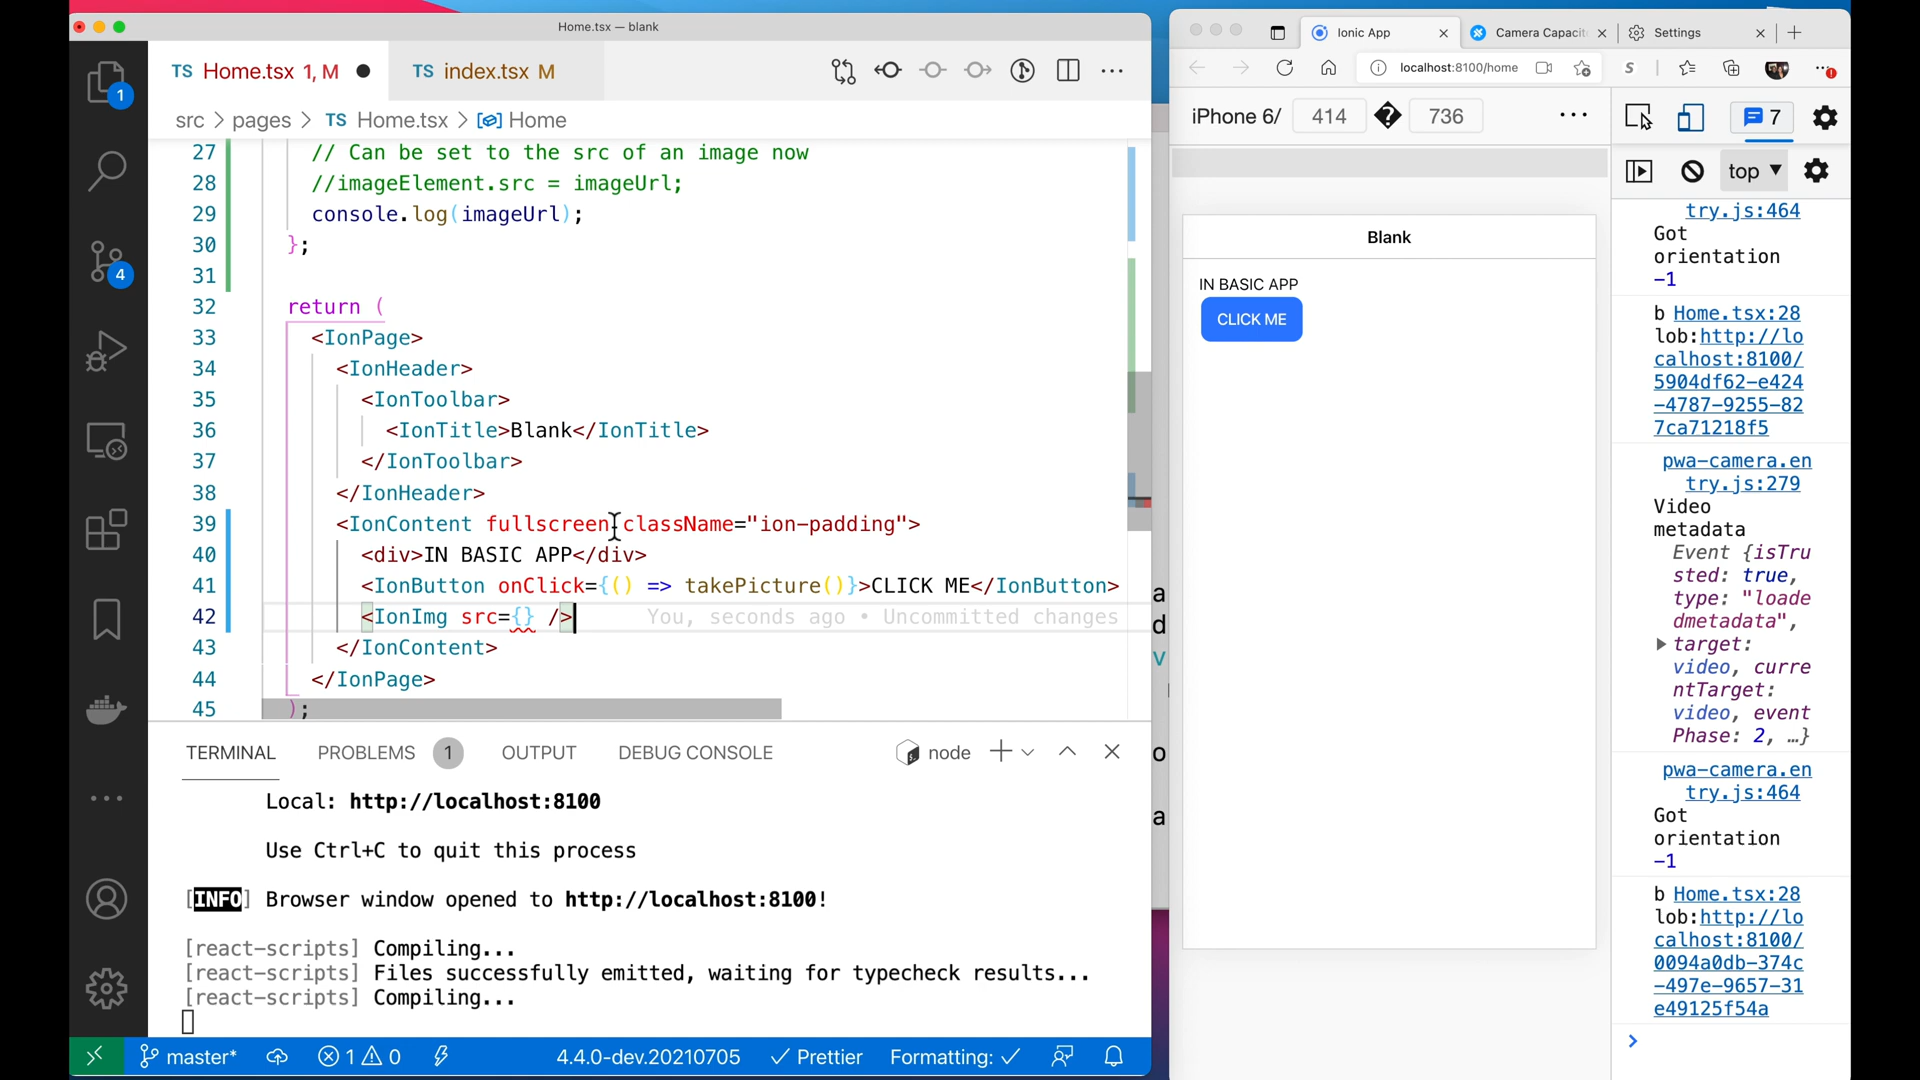 Home.tsx — blank
TS Home.tsx 1, M
TS index.tsx M
src > pages > TS Home.tsx > Home
27 // Can be set to the src of an image now
28 //imageElement.src = imageUrl;
29 console.log(imageUrl);
30 };
31
32 return (
33 <IonPage>
34 <IonHeader>
35 <IonToolbar>
36 <IonTitle>Blank</IonTitle>
37 </IonToolbar>
38 </IonHeader>
39 <IonContent fullscreen className="ion-padding">
40 <div>IN BASIC APP</div>
41 <IonButton onClick={() => takePicture()}>CLICK ME</IonButton>
42 <IonImg src={} /> You, seconds ago • Uncommitted changes
43 </IonContent>
44 </IonPage>
45 );
1
4
TERMINAL PROBLEMS 1 OUTPUT DEBUG CONSOLE node
Local: http://localhost:8100
Use Ctrl+C to quit this process
[INFO] Browser window opened to http://localhost:8100!
[react-scripts] Compiling...
[react-scripts] Files successfully emitted, waiting for typecheck results...
[react-scripts] Compiling...
master* 1 0 4.4.0-dev.20210705 Prettier Formatting: ✓
a
d
v
o
a
Ionic App
Camera Capacit
Settings
localhost:8100/home
iPhone 6/ 414 � 736
7
top ▼
Blank
IN BASIC APP
CLICK ME
try.js:464
Got
orientation
-1
b Home.tsx:28
lob:http://lo
calhost:8100/
5904df62-e424
-4787-9255-82
7ca71218f5
pwa-camera.en
try.js:279
Video
metadata
Event {isTru
sted: true,
type: "loade
dmetadata",
target:
video, curre
ntTarget:
video, event
Phase: 2, …}
pwa-camera.en
try.js:464
Got
orientation
-1
b Home.tsx:28
lob:http://lo
calhost:8100/
0094a0db-374c
-497e-9657-31
e49125f54a